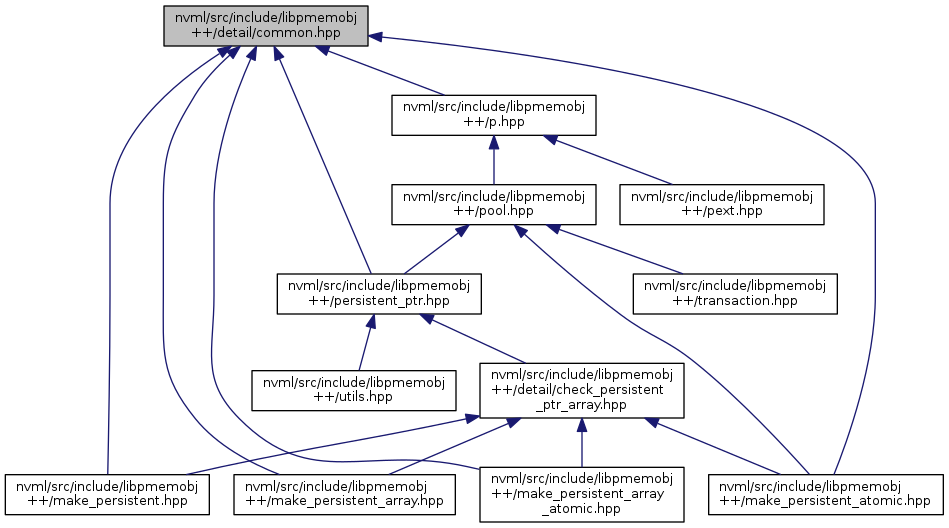 nvml/src/include/libpmemobj
++/detail/common.hpp
nvml/src/include/libpmemobj
++/p.hpp
nvml/src/include/libpmemobj
++/pool.hpp
nvml/src/include/libpmemobj
++/pext.hpp
nvml/src/include/libpmemobj
++/persistent_ptr.hpp
nvml/src/include/libpmemobj
++/transaction.hpp
nvml/src/include/libpmemobj
++/utils.hpp
nvml/src/include/libpmemobj
++/detail/check_persistent
_ptr_array.hpp
nvml/src/include/libpmemobj
++/make_persistent.hpp
nvml/src/include/libpmemobj
++/make_persistent_array.hpp
nvml/src/include/libpmemobj
++/make_persistent_array
_atomic.hpp
nvml/src/include/libpmemobj
++/make_persistent_atomic.hpp